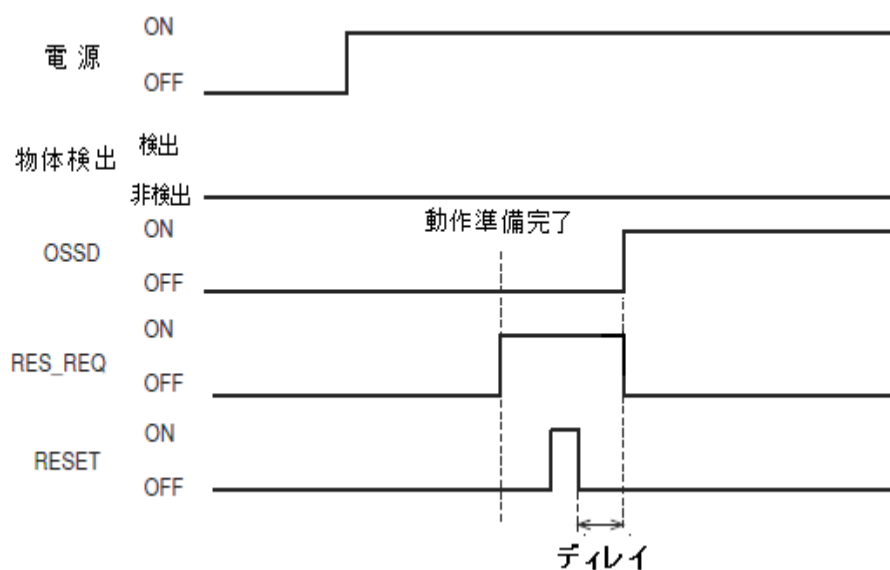 電源
ON
OFF
物体検出
検出
非検出
動作準備完了
OSSD
ON
OFF
RES_REQ
ON
OFF
RESET
ON
OFF
ディレイ